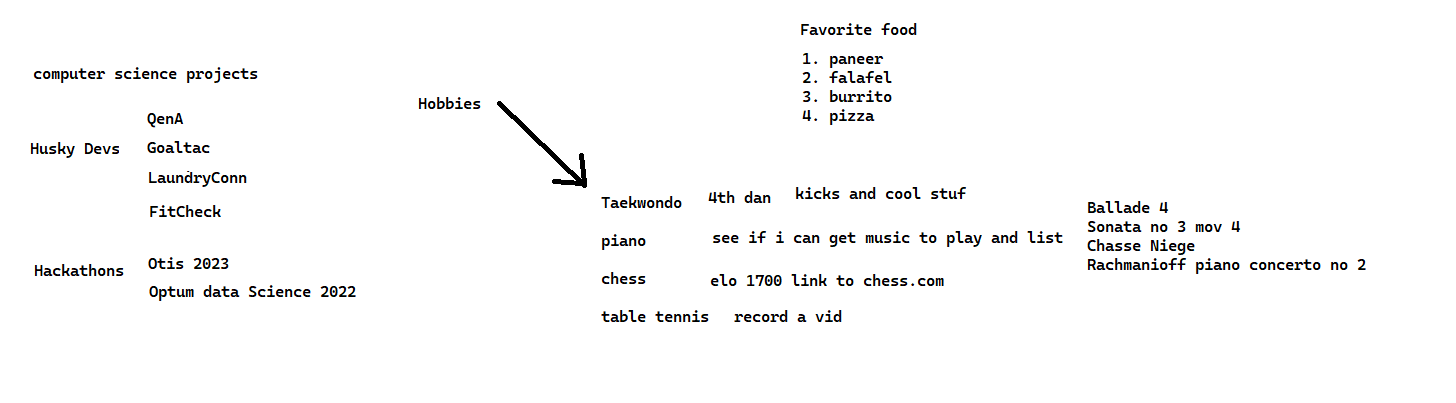 computer science projects
Husky Devs
QenA
Goaltac
LaundryConn
FitCheck
Hackathons
Otis 2023
Optum data Science 2022
Hobbies
Favorite food
1. paneer
2. falafel
3. burrito
4. pizza
Taekwondo 4th dan kicks and cool stuf
piano see if i can get music to play and list
Ballade 4
Sonata no 3 mov 4
Chasse Niege
Rachmanioff piano concerto no 2
chess elo 1700 link to chess.com
table tennis record a vid